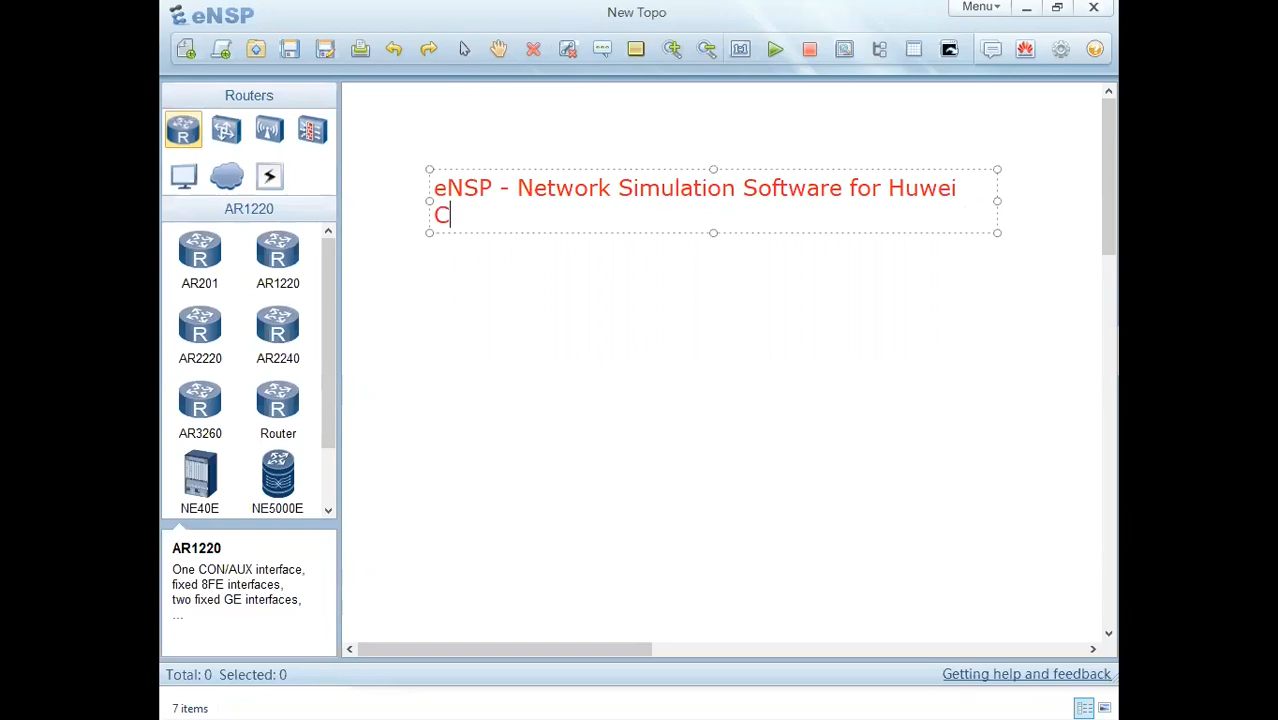 eNSP
New Topo
Menu
Routers
R
AR1220
R
R
AR201
AR1220
R
R
AR2220
AR2240
R
R
AR3260
Router
NE40E
NE5000E
AR1220
One CON/AUX interface,
fixed 8FE interfaces,
two fixed GE interfaces,
...
eNSP - Network Simulation Software for Huwei
C
Total: 0 Selected: 0
Getting help and feedback
7 items